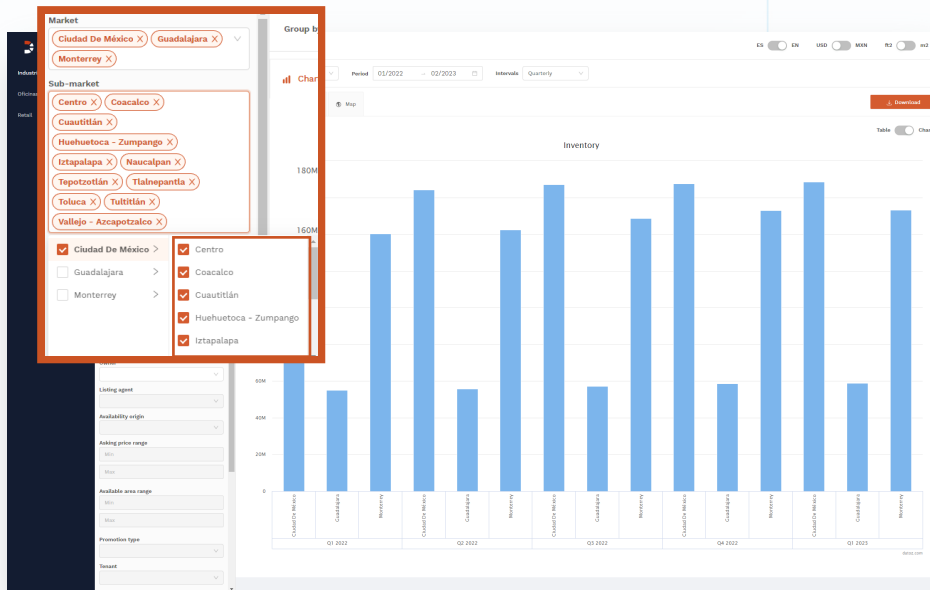 Market
Ciudad De México X Guadalajara X
Monterrey X
Sub-market
Centro X Coacalco X
Cuautitlán X
Huehuetoca - Zumpango X
Iztapalapa X Naucalpan X
Tepotzotlán X Tlalnepantla X
Toluca X Tultitlán X
Vallejo - Azcapotzalco X
Ciudad De México >
Guadalajara >
Monterrey >
Centro
Coacalco
Cuautitlán
Huehuetoca - Zumpango
Iztapalapa
Oficinas
Retail
Group by
ES EN USD MXN ft2 m2
Period 01/2022 - 02/2023 Intervals Quarterly
Map
Download
Table
Inventory
180M
160M
60M
40M
20M
0
Ciudad De México Guadalajara Monterrey Ciudad De México Guadalajara Monterrey Ciudad De México Guadalajara Monterrey Ciudad De México Guadalajara Monterrey Ciudad De México Guadalajara Monterrey
Q1 2022 Q2 2022 Q3 2022 Q4 2022 Q1 2023
Listing agent
Availability origin
Asking price range
Min
Max
Available area range
Min
Max
Promotion type
Tenant